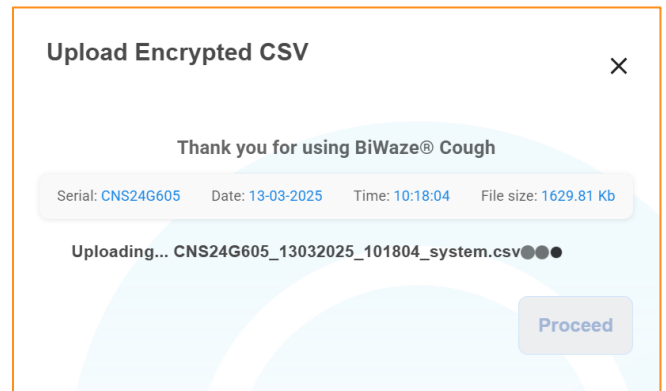 Upload Encrypted CSV
Thank you for using BiWaze® Cough
Serial: CNS24G605 Date: 13-03-2025 Time: 10:18:04 File size: 1629.81 Kb
Uploading... CNS24G605_13032025_101804_system.csv
Proceed